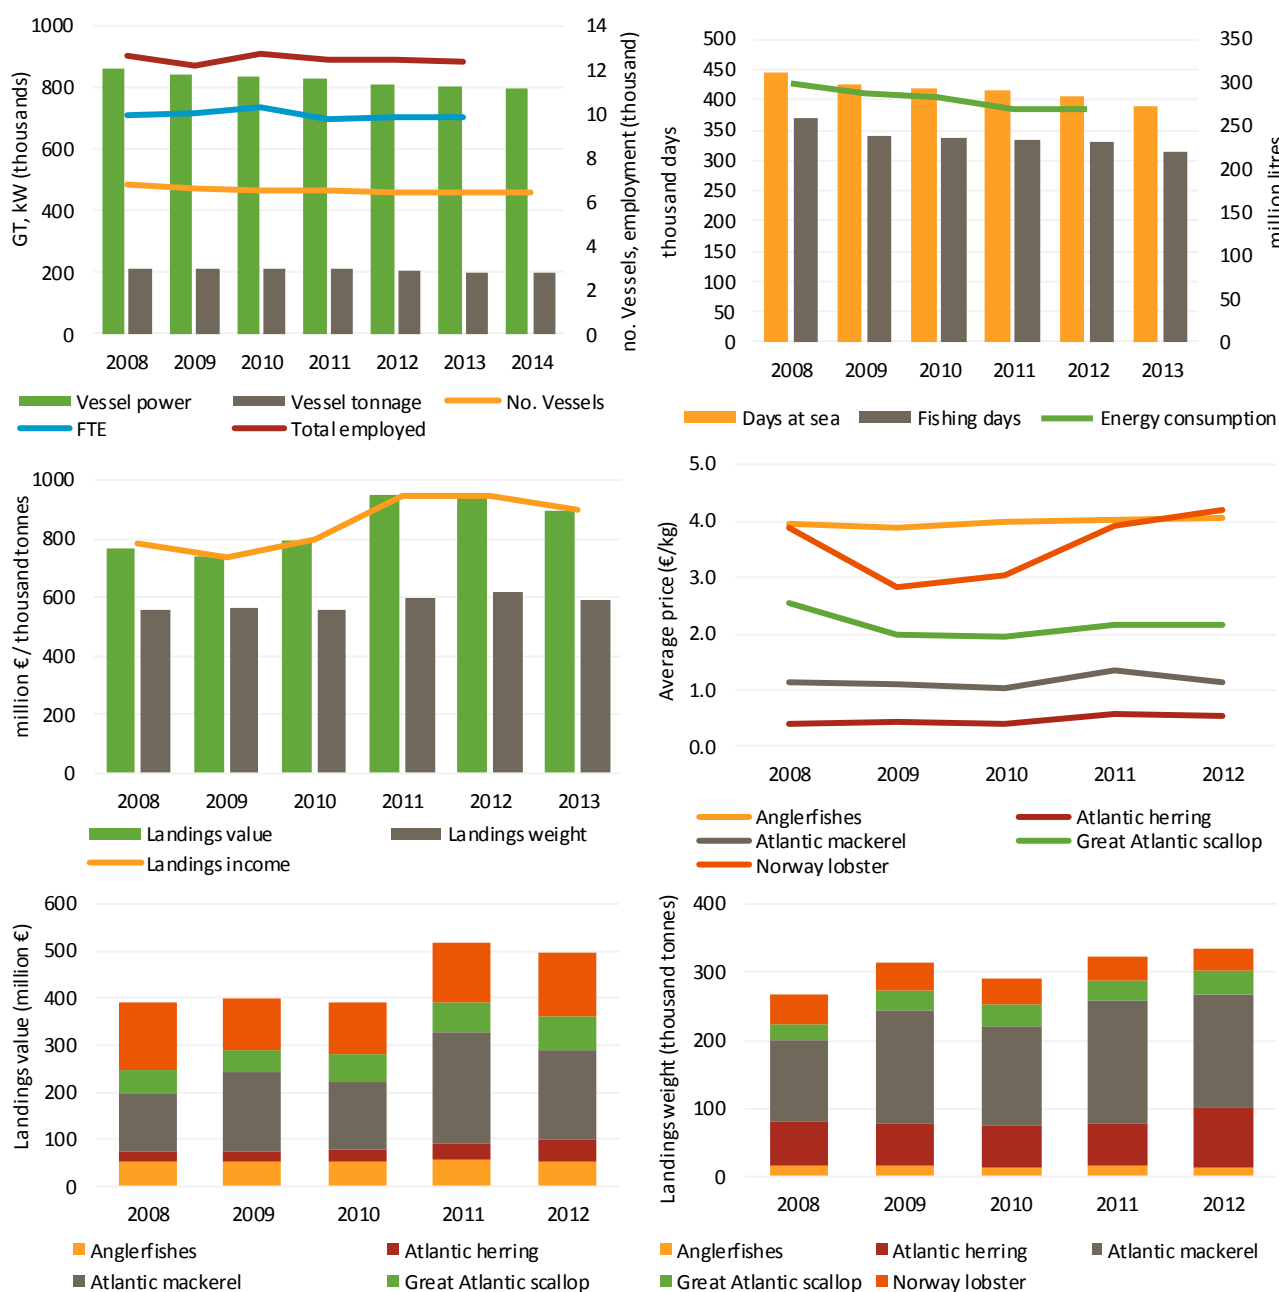 GT, kW (thousands)
1000
800
600
400
200
0
14
12
10
8
6
4
2
0
no. Vessels, employment (thousand)
2008 2009 2010 2011 2012 2013 2014
Vessel power Vessel tonnage No. Vessels
FTE Total employed
thousand days
500
450
400
350
300
250
200
150
100
50
0
350
300
250
200
150
100
50
0
million litres
2008 2009 2010 2011 2012 2013
Days at sea Fishing days Energy consumption
million € / thousand tonnes
1000
800
600
400
200
0
2008 2009 2010 2011 2012 2013
Landings value Landings weight
Landings income
Average price (€/kg)
5.0
4.0
3.0
2.0
1.0
0.0
2008 2009 2010 2011 2012
Anglerfishes Atlantic herring
Atlantic mackerel Great Atlantic scallop
Norway lobster
Landings value (million €)
600
500
400
300
200
100
0
2008 2009 2010 2011 2012
Anglerfishes Atlantic herring
Atlantic mackerel Great Atlantic scallop
Landings weight (thousand tonnes)
400
300
200
100
0
2008 2009 2010 2011 2012
Anglerfishes Atlantic herring Atlantic mackerel
Great Atlantic scallop Norway lobster